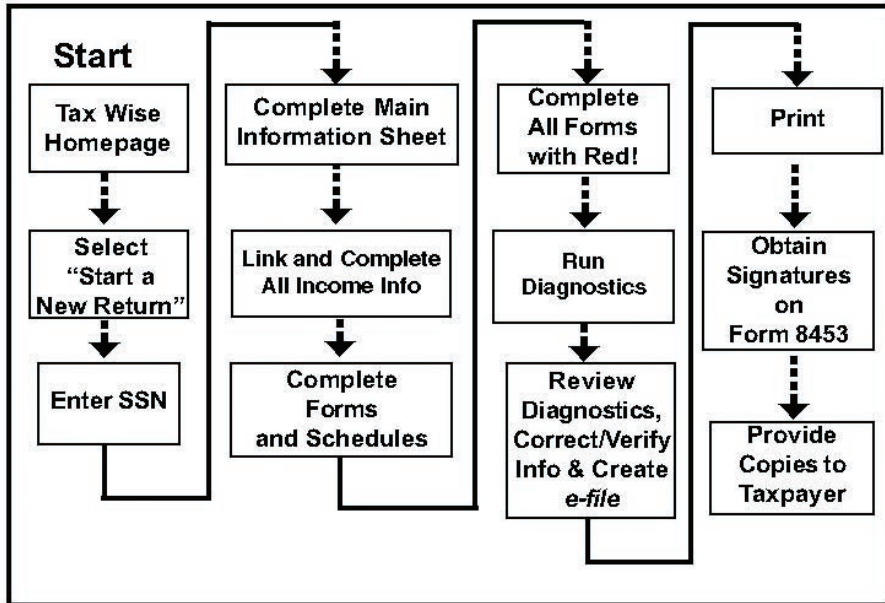 Start
Tax Wise
Homepage
Select
“Start a
New Return”
Enter SSN
Complete Main
Information Sheet
Link and Complete
All Income Info
Complete
Forms
and Schedules
Complete
All Forms
with Red!
Run
Diagnostics
Review
Diagnostics,
Correct/Verify
Info & Create
e-file
Print
Obtain
Signatures
on
Form 8453
Provide
Copies to
Taxpayer